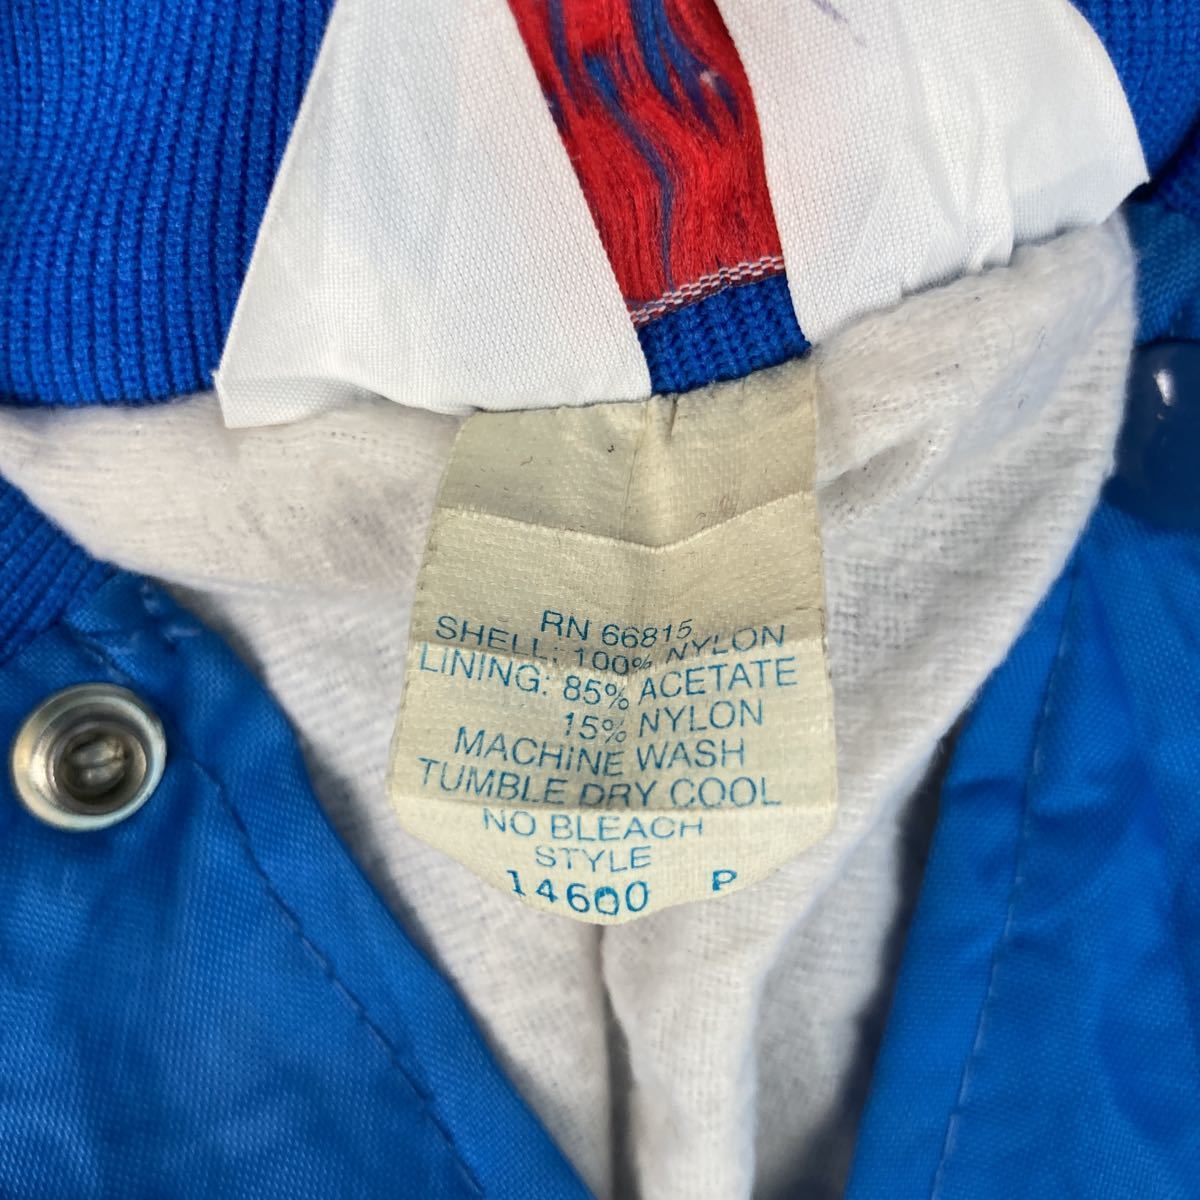 RN 66815
SHELL: 100% NYLON
LINING: 85% ACETATE
15% NYLON
MACHINE WASH
TUMBLE DRY COOL
NO BLEACH
STYLE
14600 P